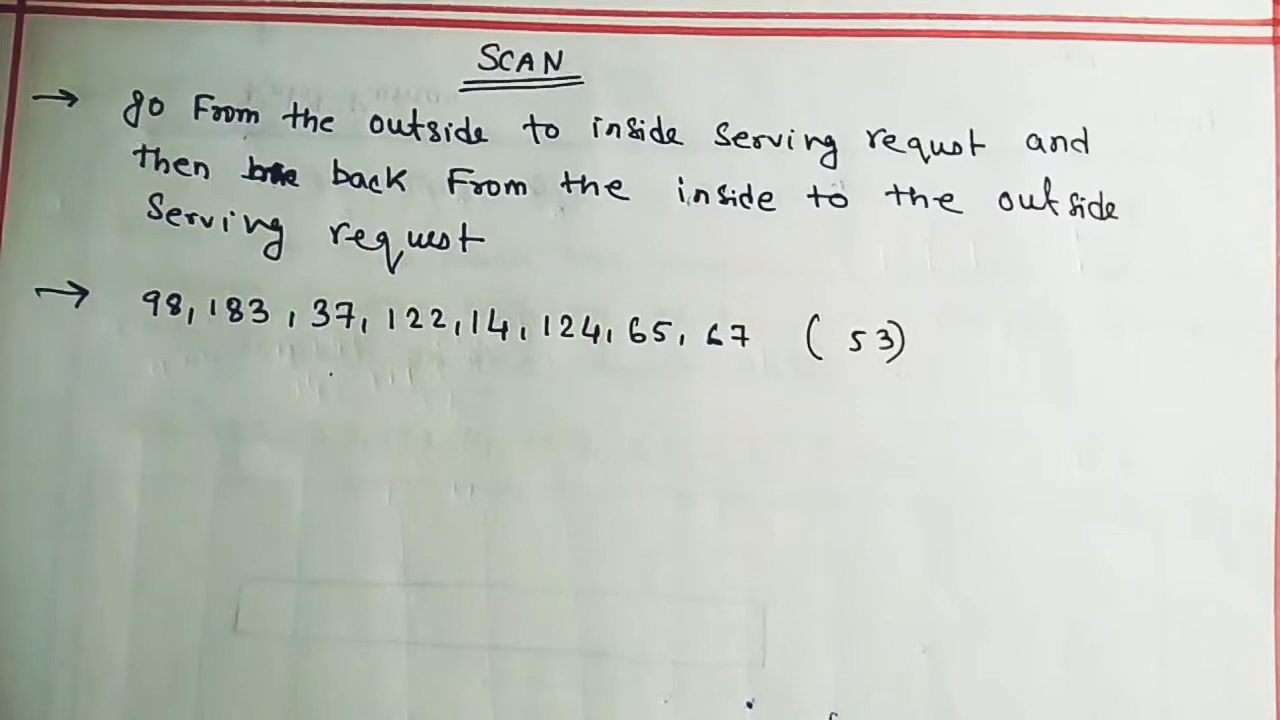 SCAN
→ go From the outside to inside serving requst and
then back From the inside to the outside
Serving request
→ 98, 183, 37, 122, 14, 124, 65, 67 (53)